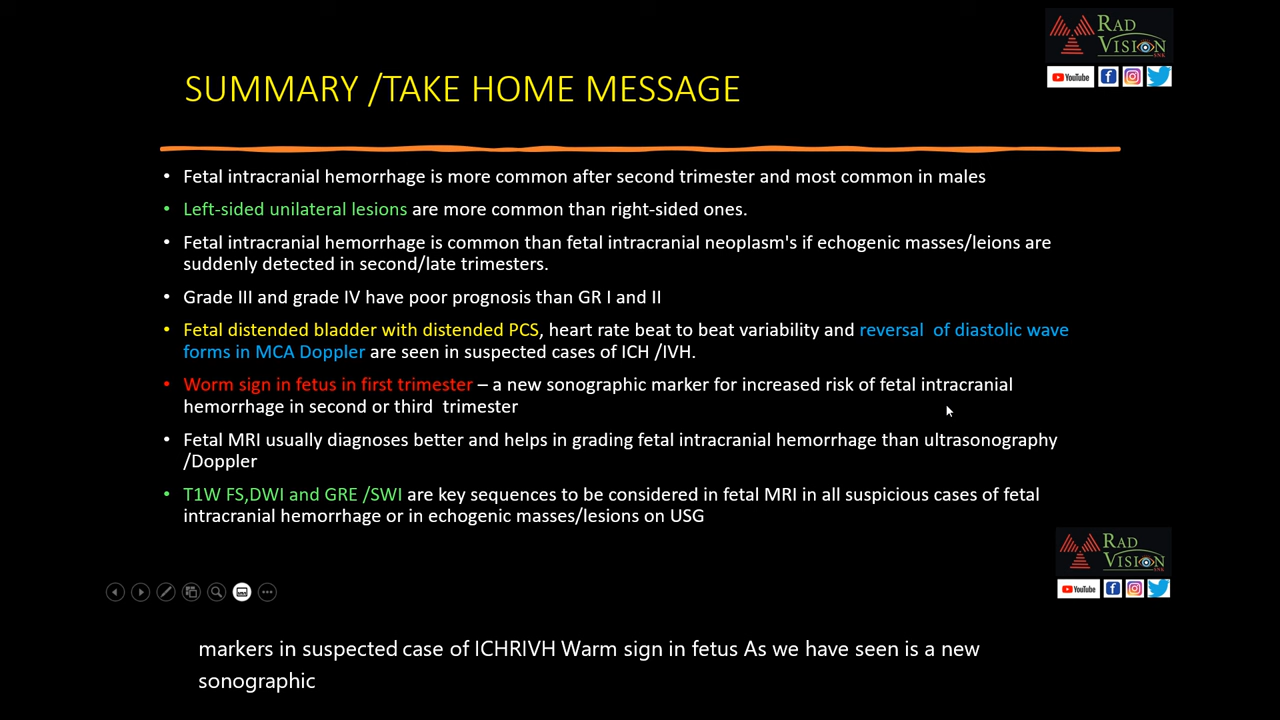 RAD
VISION
SNK
YouTube
SUMMARY /TAKE HOME MESSAGE
• Fetal intracranial hemorrhage is more common after second trimester and most common in males
• Left-sided unilateral lesions are more common than right-sided ones.
• Fetal intracranial hemorrhage is common than fetal intracranial neoplasm's if echogenic masses/leions are
suddenly detected in second/late trimesters.
• Grade III and grade IV have poor prognosis than GR I and II
• Fetal distended bladder with distended PCS, heart rate beat to beat variability and reversal of diastolic wave
forms in MCA Doppler are seen in suspected cases of ICH /IVH.
• Worm sign in fetus in first trimester – a new sonographic marker for increased risk of fetal intracranial
hemorrhage in second or third trimester
• Fetal MRI usually diagnoses better and helps in grading fetal intracranial hemorrhage than ultrasonography
/Doppler
• T1W FS,DWI and GRE /SWI are key sequences to be considered in fetal MRI in all suspicious cases of fetal
intracranial hemorrhage or in echogenic masses/lesions on USG
RAD
VISION
SNK
YouTube
markers in suspected case of ICHRIVH Warm sign in fetus As we have seen is a new
sonographic